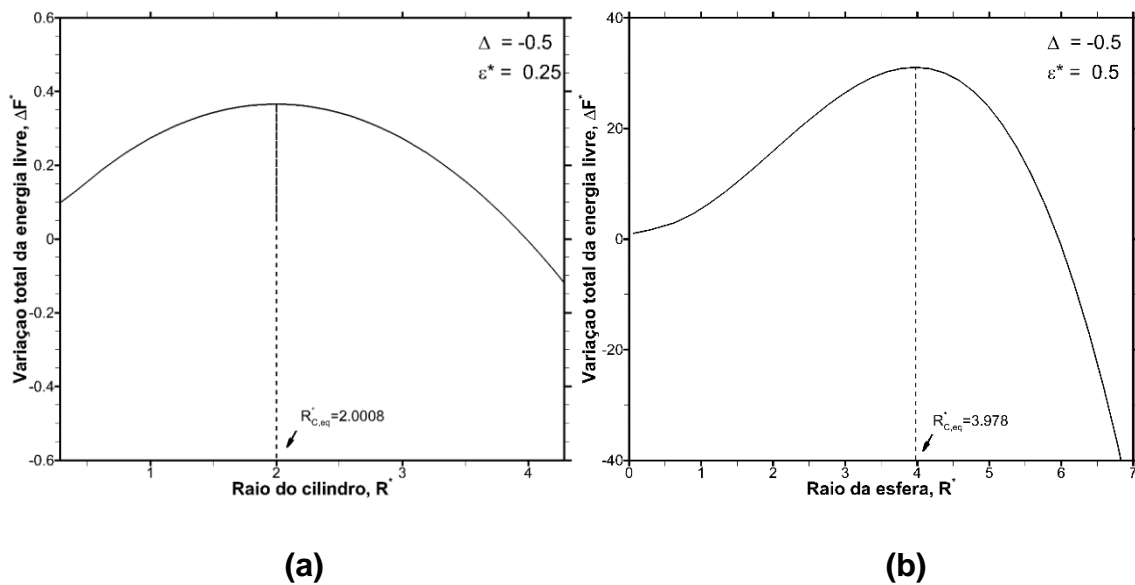 0.6
0.4
0.2
0
-0.2
-0.4
-0.6
Variaçao total da energia livre, ΔF*
Δ = -0.5
ε* = 0.25
R*C,eq=2.0008
1
2
3
4
Raio do cilindro, R*
(a)
40
20
0
-20
-40
Variaçao total da energia livre, ΔF*
Δ = -0.5
ε* = 0.5
R*C,eq=3.978
0
1
2
3
4
5
6
7
Raio da esfera, R*
(b)